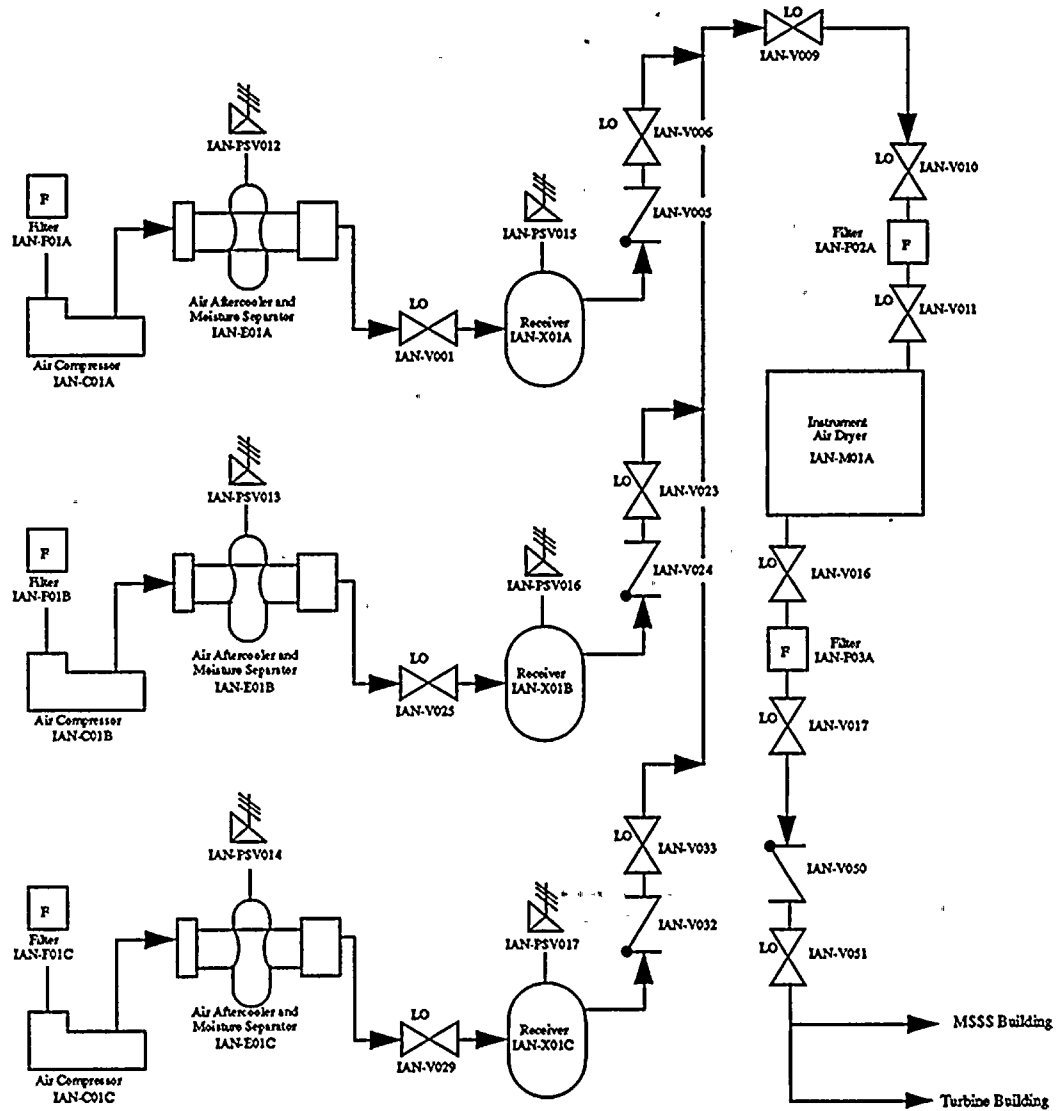 LO
IAN-V009
IAN-PSV012
LO
IAN-V006
LO
IAN-V010
F
Filter
IAN-F01A
IAN-PSV015
IAN-V005
Filter
IAN-F02A
F
Air Aftercooler and
Moisture Separator
IAN-E01A
LO
IAN-V001
Receiver
IAN-X01A
LO
IAN-V011
Air Compressor
IAN-C01A
Instrument
Air Dryer
IAN-M01A
IAN-PSV013
LO
IAN-V023
F
Filter
IAN-F01B
IAN-PSV016
IAN-V024
LO
IAN-V016
Air Aftercooler and
Moisture Separator
IAN-E01B
LO
IAN-V025
Receiver
IAN-X01B
F
Filter
IAN-F03A
Air Compressor
IAN-C01B
LO
IAN-V017
IAN-PSV014
LO
IAN-V033
IAN-V050
F
Filter
IAN-F01C
IAN-PSV017
IAN-V032
LO
IAN-V051
Air Aftercooler and
Moisture Separator
IAN-E01C
LO
IAN-V029
Receiver
IAN-X01C
MSSS Building
Air Compressor
IAN-C01C
Turbine Building